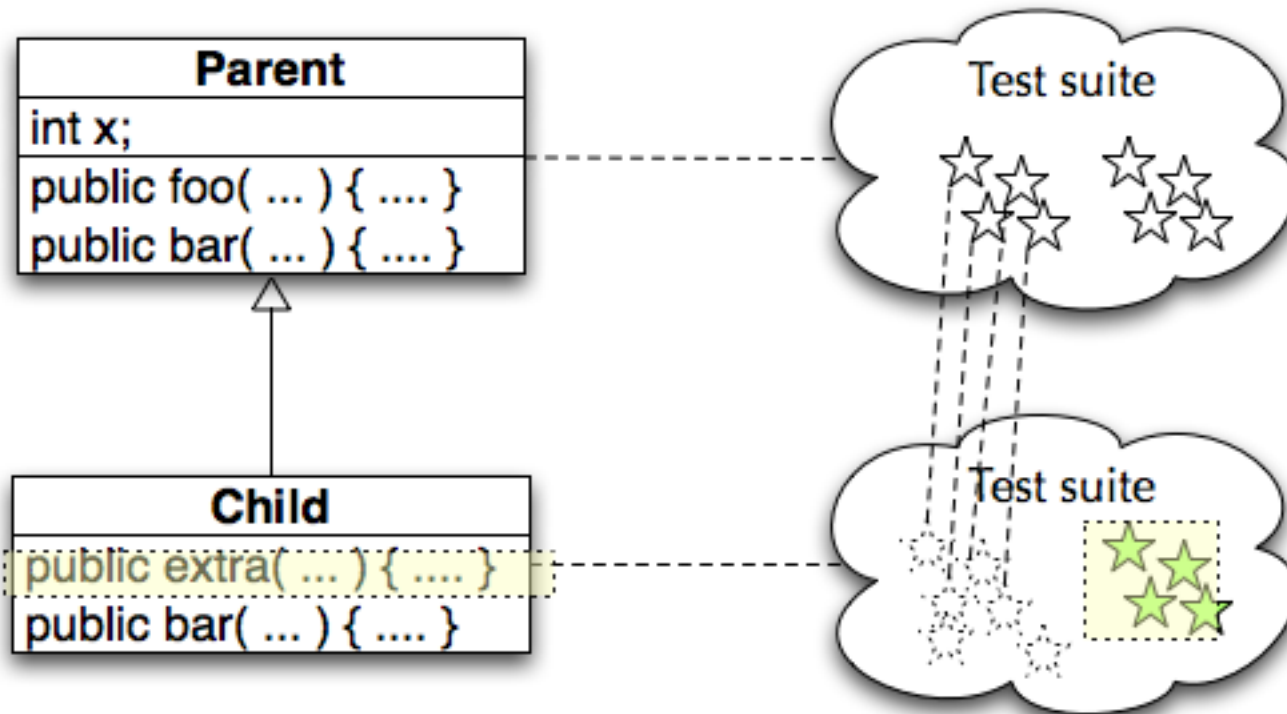 Parent
int x;
public foo( ... ) { .... }
public bar( ... ) { .... }
Test suite
Child
public extra( ... ) { .... }
public bar( ... ) { .... }
Test suite